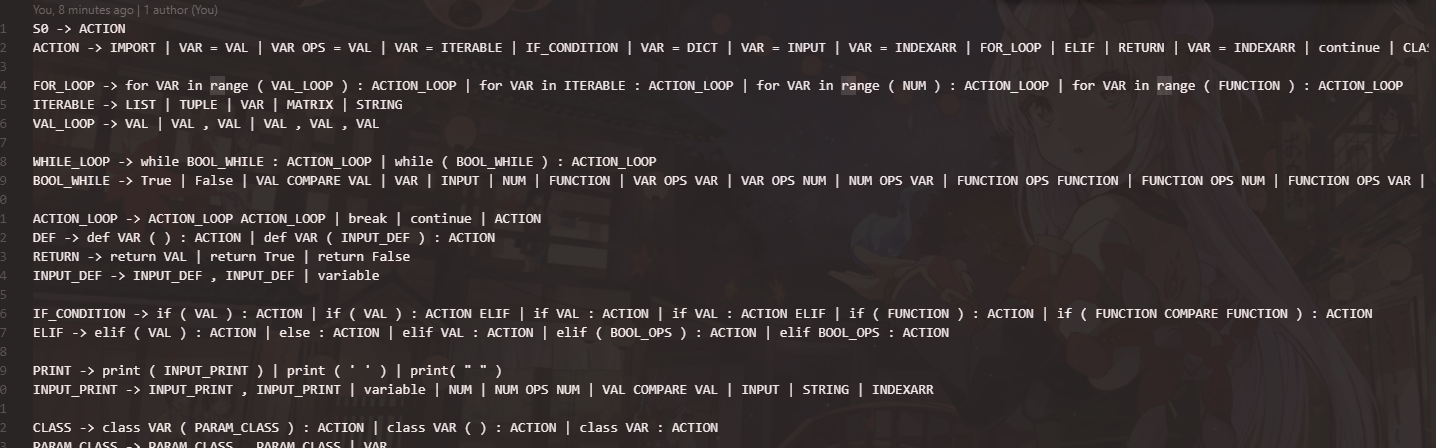 You, 8 minutes ago | 1 author (You)
1 S0 -> ACTION
2 ACTION -> IMPORT | VAR = VAL | VAR OPS = VAL | VAR = ITERABLE | IF_CONDITION | VAR = DICT | VAR = INPUT | VAR = INDEXARR | FOR_LOOP | ELIF | RETURN | VAR = INDEXARR | continue |
3
4 FOR_LOOP -> for VAR in range ( VAL_LOOP ) : ACTION_LOOP | for VAR in ITERABLE : ACTION_LOOP | for VAR in range ( NUM ) : ACTION_LOOP | for VAR in range ( FUNCTION ) : ACTION_LOOP
5 ITERABLE -> LIST | TUPLE | VAR | MATRIX | STRING
6 VAL_LOOP -> VAL | VAL , VAL | VAL , VAL , VAL
7
8 WHILE_LOOP -> while BOOL_WHILE : ACTION_LOOP | while ( BOOL_WHILE ) : ACTION_LOOP
9 BOOL_WHILE -> True | False | VAL COMPARE VAL | VAR | INPUT | NUM | FUNCTION | VAR OPS VAR | VAR OPS NUM | NUM OPS VAR | FUNCTION OPS FUNCTION | FUNCTION OPS NUM | FUNCTION OPS VAR |
0
1 ACTION_LOOP -> ACTION_LOOP ACTION_LOOP | break | continue | ACTION
2 DEF -> def VAR ( ) : ACTION | def VAR ( INPUT_DEF ) : ACTION
3 RETURN -> return VAL | return True | return False
4 INPUT_DEF -> INPUT_DEF , INPUT_DEF | variable
5
6 IF_CONDITION -> if ( VAL ) : ACTION | if ( VAL ) : ACTION ELIF | if VAL : ACTION | if VAL : ACTION ELIF | if ( FUNCTION ) : ACTION | if ( FUNCTION COMPARE FUNCTION ) : ACTION
7 ELIF -> elif ( VAL ) : ACTION | else : ACTION | elif VAL : ACTION | elif ( BOOL_OPS ) : ACTION | elif BOOL_OPS : ACTION
8
9 PRINT -> print ( INPUT_PRINT ) | print ( ' ' ) | print( " " )
0 INPUT_PRINT -> INPUT_PRINT , INPUT_PRINT | variable | NUM | NUM OPS NUM | VAL COMPARE VAL | INPUT | STRING | INDEXARR
1
2 CLASS -> class VAR ( PARAM_CLASS ) : ACTION | class VAR ( ) : ACTION | class VAR : ACTION
3 PARAM_CLASS -> PARAM_CLASS , PARAM_CLASS | VAR